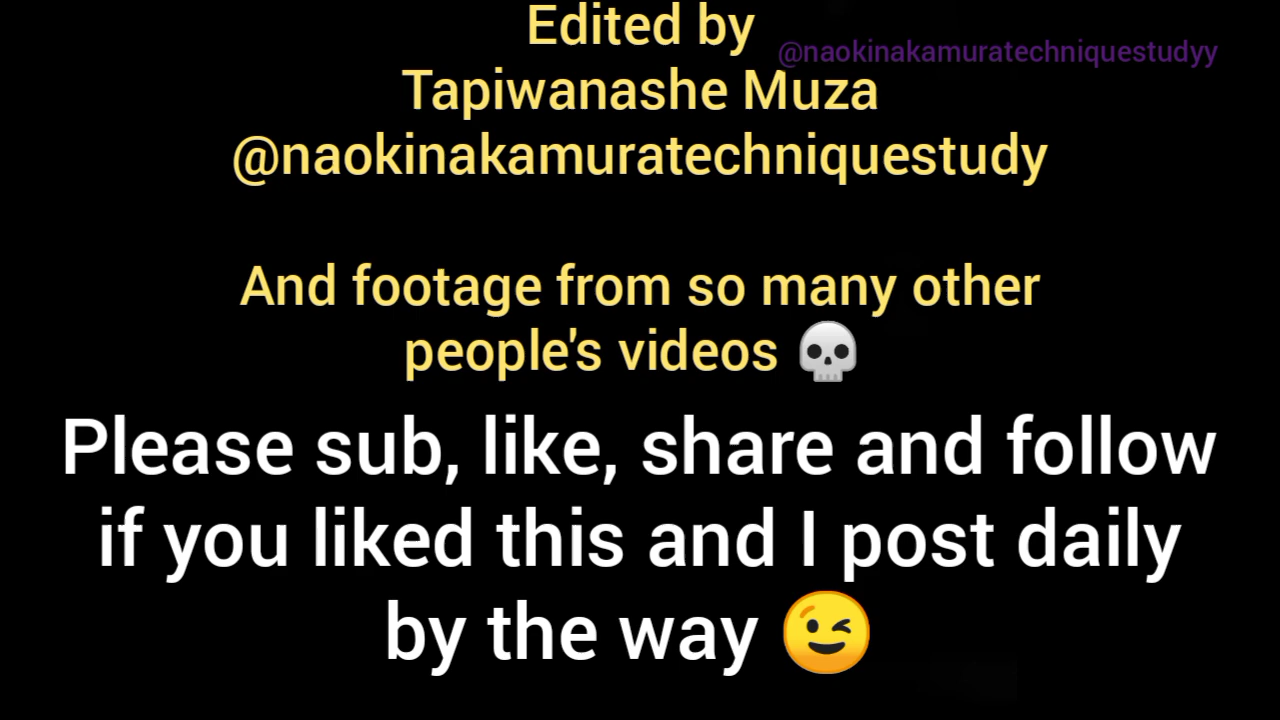 Edited by
@naokinakamuratechniquestudyy
Tapiwanashe Muza
@naokinakamuratechniquestudy
And footage from so many other
people's videos 💀
Please sub, like, share and follow
if you liked this and I post daily
by the way 😉